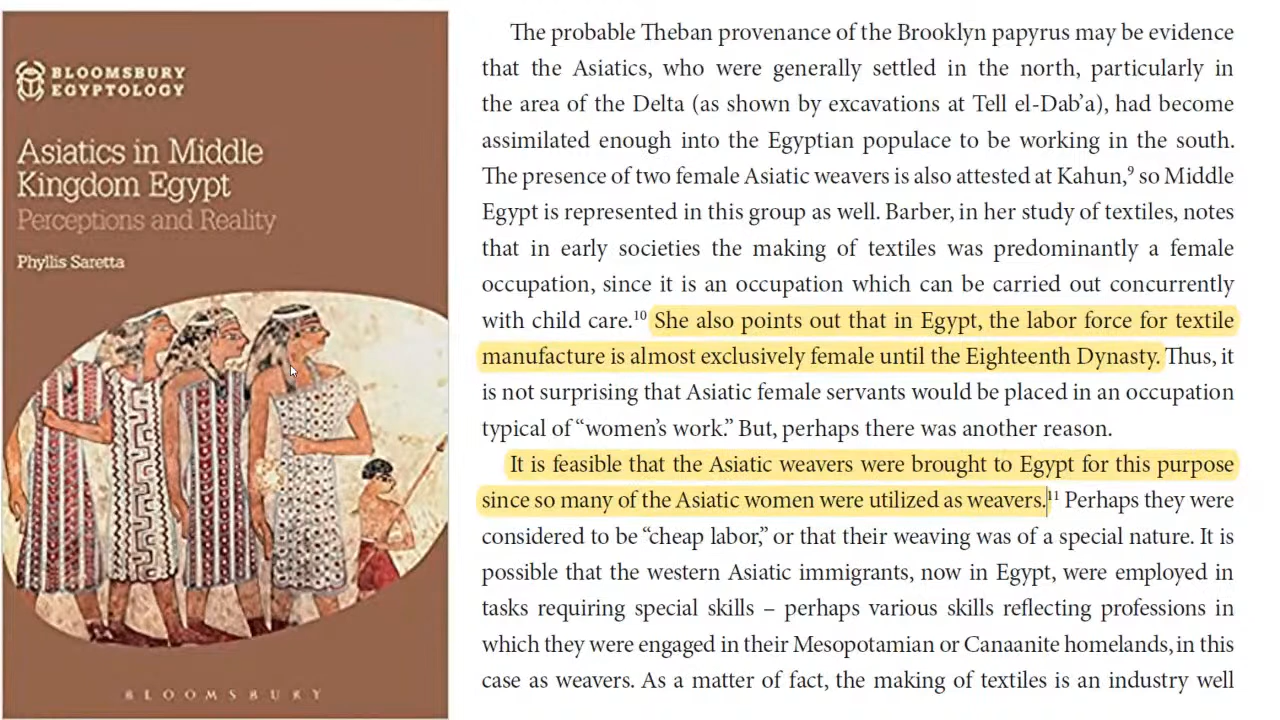 BLOOMSBURY
EGYPTOLOGY
Asiatics in Middle
Kingdom Egypt
Perceptions and Reality
Phyllis Saretta
BLOOMSBURY
The probable Theban provenance of the Brooklyn papyrus may be evidence
that the Asiatics, who were generally settled in the north, particularly in
the area of the Delta (as shown by excavations at Tell el-Dab’a), had become
assimilated enough into the Egyptian populace to be working in the south.
The presence of two female Asiatic weavers is also attested at Kahun,⁹ so Middle
Egypt is represented in this group as well. Barber, in her study of textiles, notes
that in early societies the making of textiles was predominantly a female
occupation, since it is an occupation which can be carried out concurrently
with child care.¹⁰ She also points out that in Egypt, the labor force for textile
manufacture is almost exclusively female until the Eighteenth Dynasty. Thus, it
is not surprising that Asiatic female servants would be placed in an occupation
typical of “women’s work.” But, perhaps there was another reason.
It is feasible that the Asiatic weavers were brought to Egypt for this purpose
since so many of the Asiatic women were utilized as weavers.¹¹ Perhaps they were
considered to be “cheap labor,” or that their weaving was of a special nature. It is
possible that the western Asiatic immigrants, now in Egypt, were employed in
tasks requiring special skills – perhaps various skills reflecting professions in
which they were engaged in their Mesopotamian or Canaanite homelands, in this
case as weavers. As a matter of fact, the making of textiles is an industry well